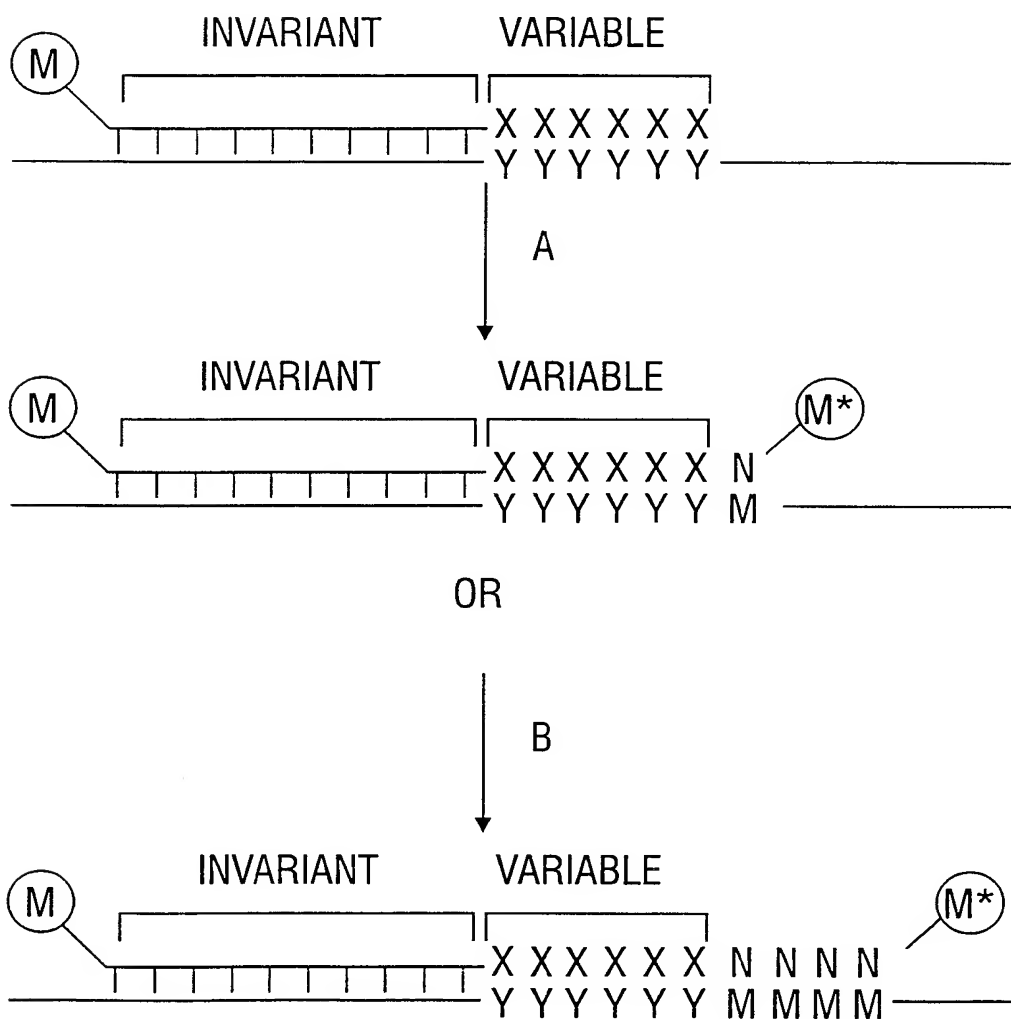 INVARIANT VARIABLE
M
X X X X X X
Y Y Y Y Y Y
A
INVARIANT VARIABLE
M M*
X X X X X X N
Y Y Y Y Y Y M
OR
B
INVARIANT VARIABLE
M M*
X X X X X X N N N N
Y Y Y Y Y Y M M M M